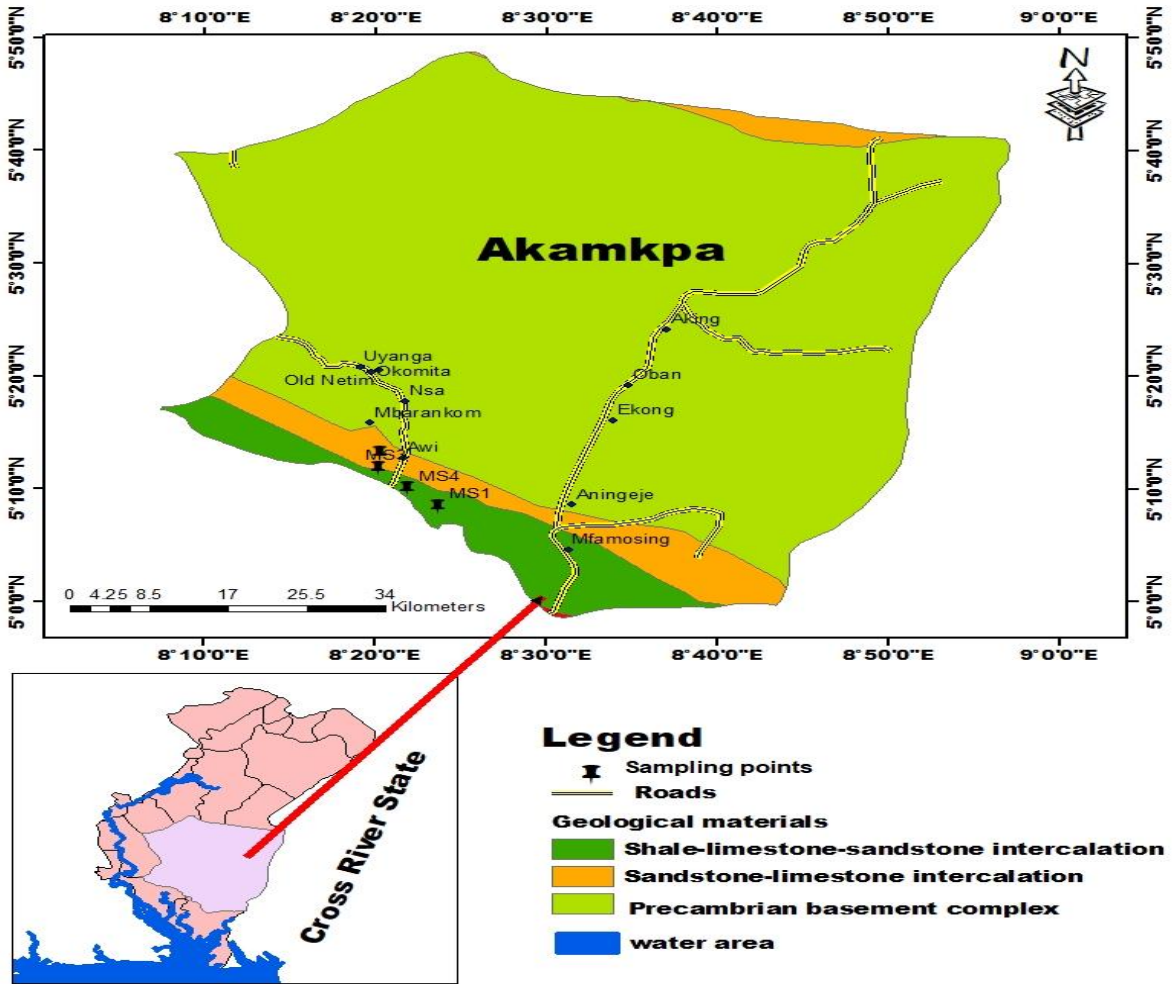 8°10'0"E 8°20'0"E 8°30'0"E 8°40'0"E 8°50'0"E 9°0'0"E
5°50'0"N 5°50'0"N
N
5°40'0"N 5°40'0"N
Akamkpa
5°30'0"N 5°30'0"N
Aking
Uyanga
Okomita
Old Netim
Oban
5°20'0"N 5°20'0"N
Nsa
Mbarankom
Ekong
Awi
MS4
MS1
5°10'0"N 5°10'0"N
Aningeje
Mfamosing
0 4.25 8.5 17 25.5 34
Kilometers
5°0'0"N 5°0'0"N
8°10'0"E 8°20'0"E 8°30'0"E 8°40'0"E 8°50'0"E 9°0'0"E
Cross River State
Legend
Sampling points
Roads
Geological materials
Shale-limestone-sandstone intercalation
Sandstone-limestone intercalation
Precambrian basement complex
water area